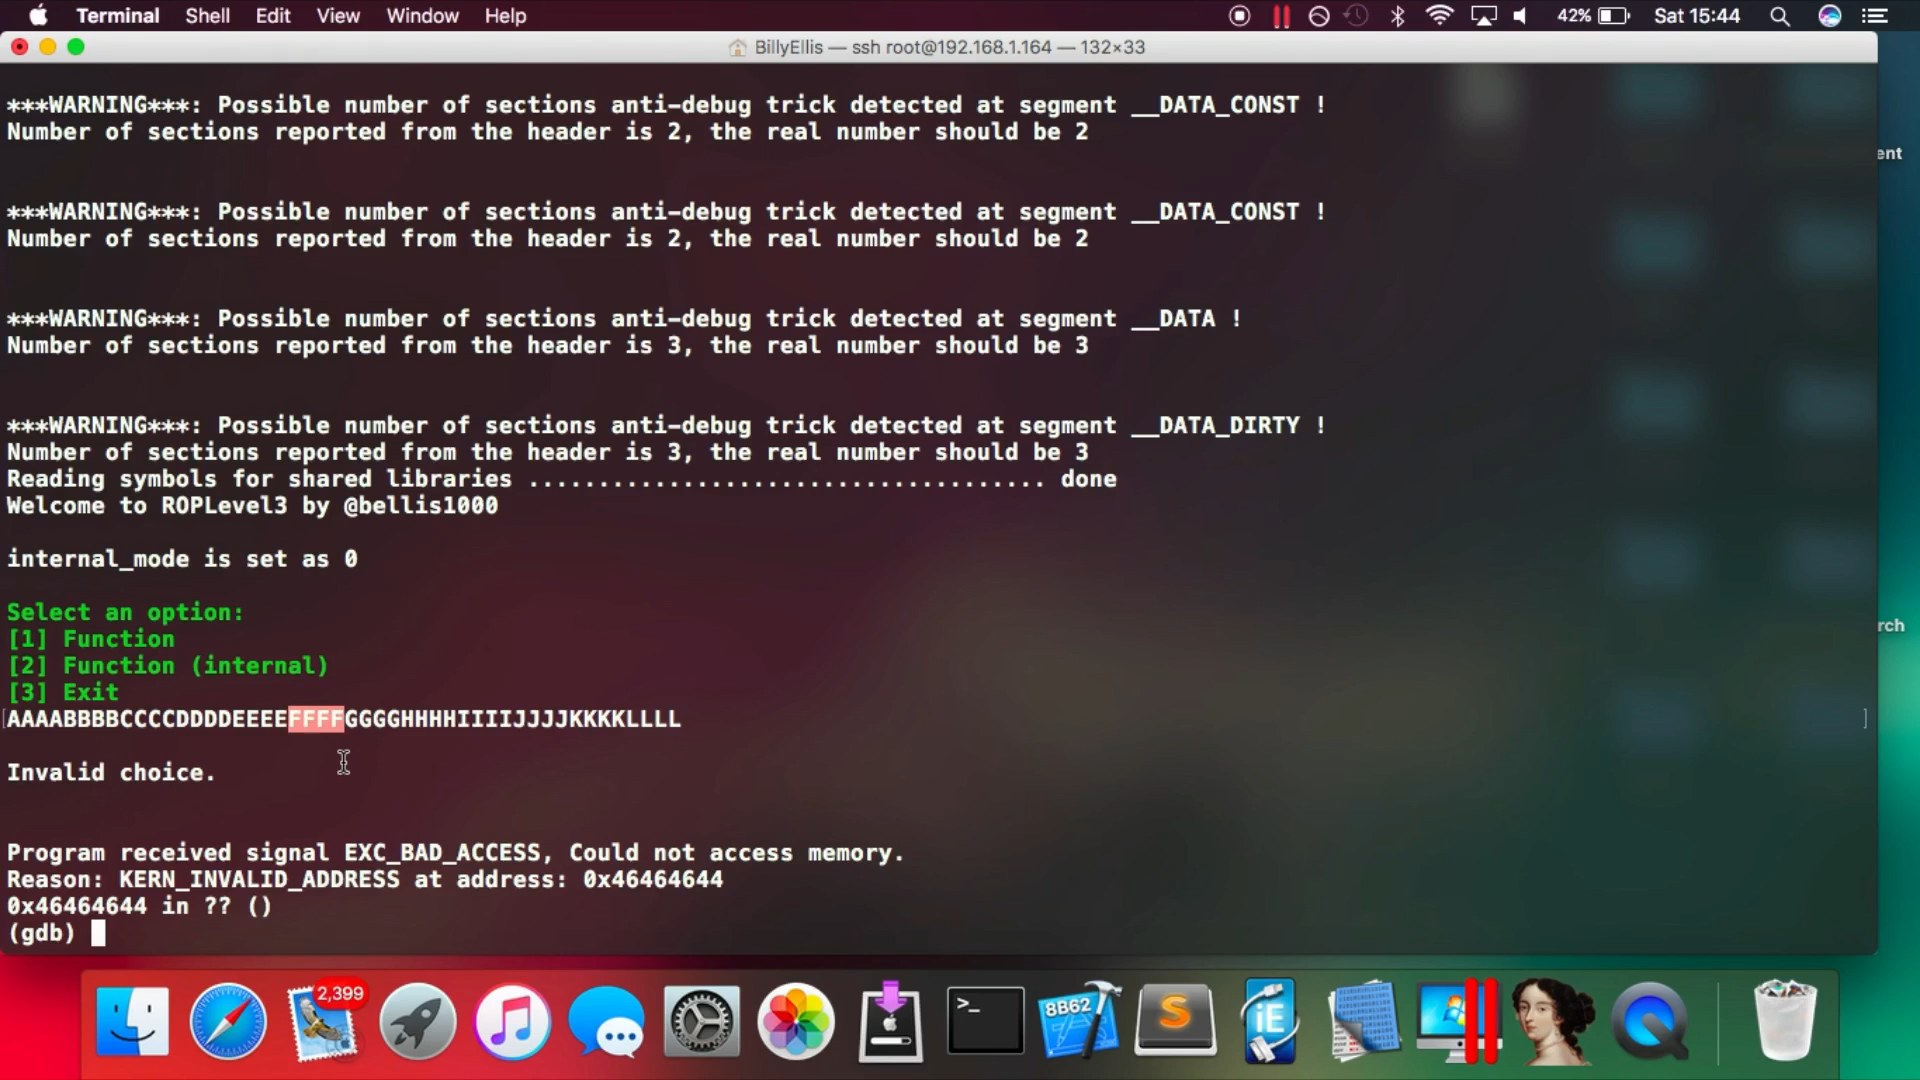 Terminal Shell Edit View Window Help 42% Sat 15:44
BillyEllis — ssh root@192.168.1.164 — 132×33
***WARNING***: Possible number of sections anti-debug trick detected at segment __DATA_CONST !
Number of sections reported from the header is 2, the real number should be 2
***WARNING***: Possible number of sections anti-debug trick detected at segment __DATA_CONST !
Number of sections reported from the header is 2, the real number should be 2
***WARNING***: Possible number of sections anti-debug trick detected at segment __DATA !
Number of sections reported from the header is 3, the real number should be 3
***WARNING***: Possible number of sections anti-debug trick detected at segment __DATA_DIRTY !
Number of sections reported from the header is 3, the real number should be 3
Reading symbols for shared libraries ..................................... done
Welcome to ROPLevel3 by @bellis1000
internal_mode is set as 0
Select an option:
[1] Function
[2] Function (internal)
[3] Exit
AAAABBBBCCCCDDDDEEEEFFFFGGGGHHHHIIIIJJJJKKKKLLLL
Invalid choice.
Program received signal EXC_BAD_ACCESS, Could not access memory.
Reason: KERN_INVALID_ADDRESS at address: 0x46464644
0x46464644 in ?? ()
(gdb)
ent
rch
2,399
>_
8B62
S
iE